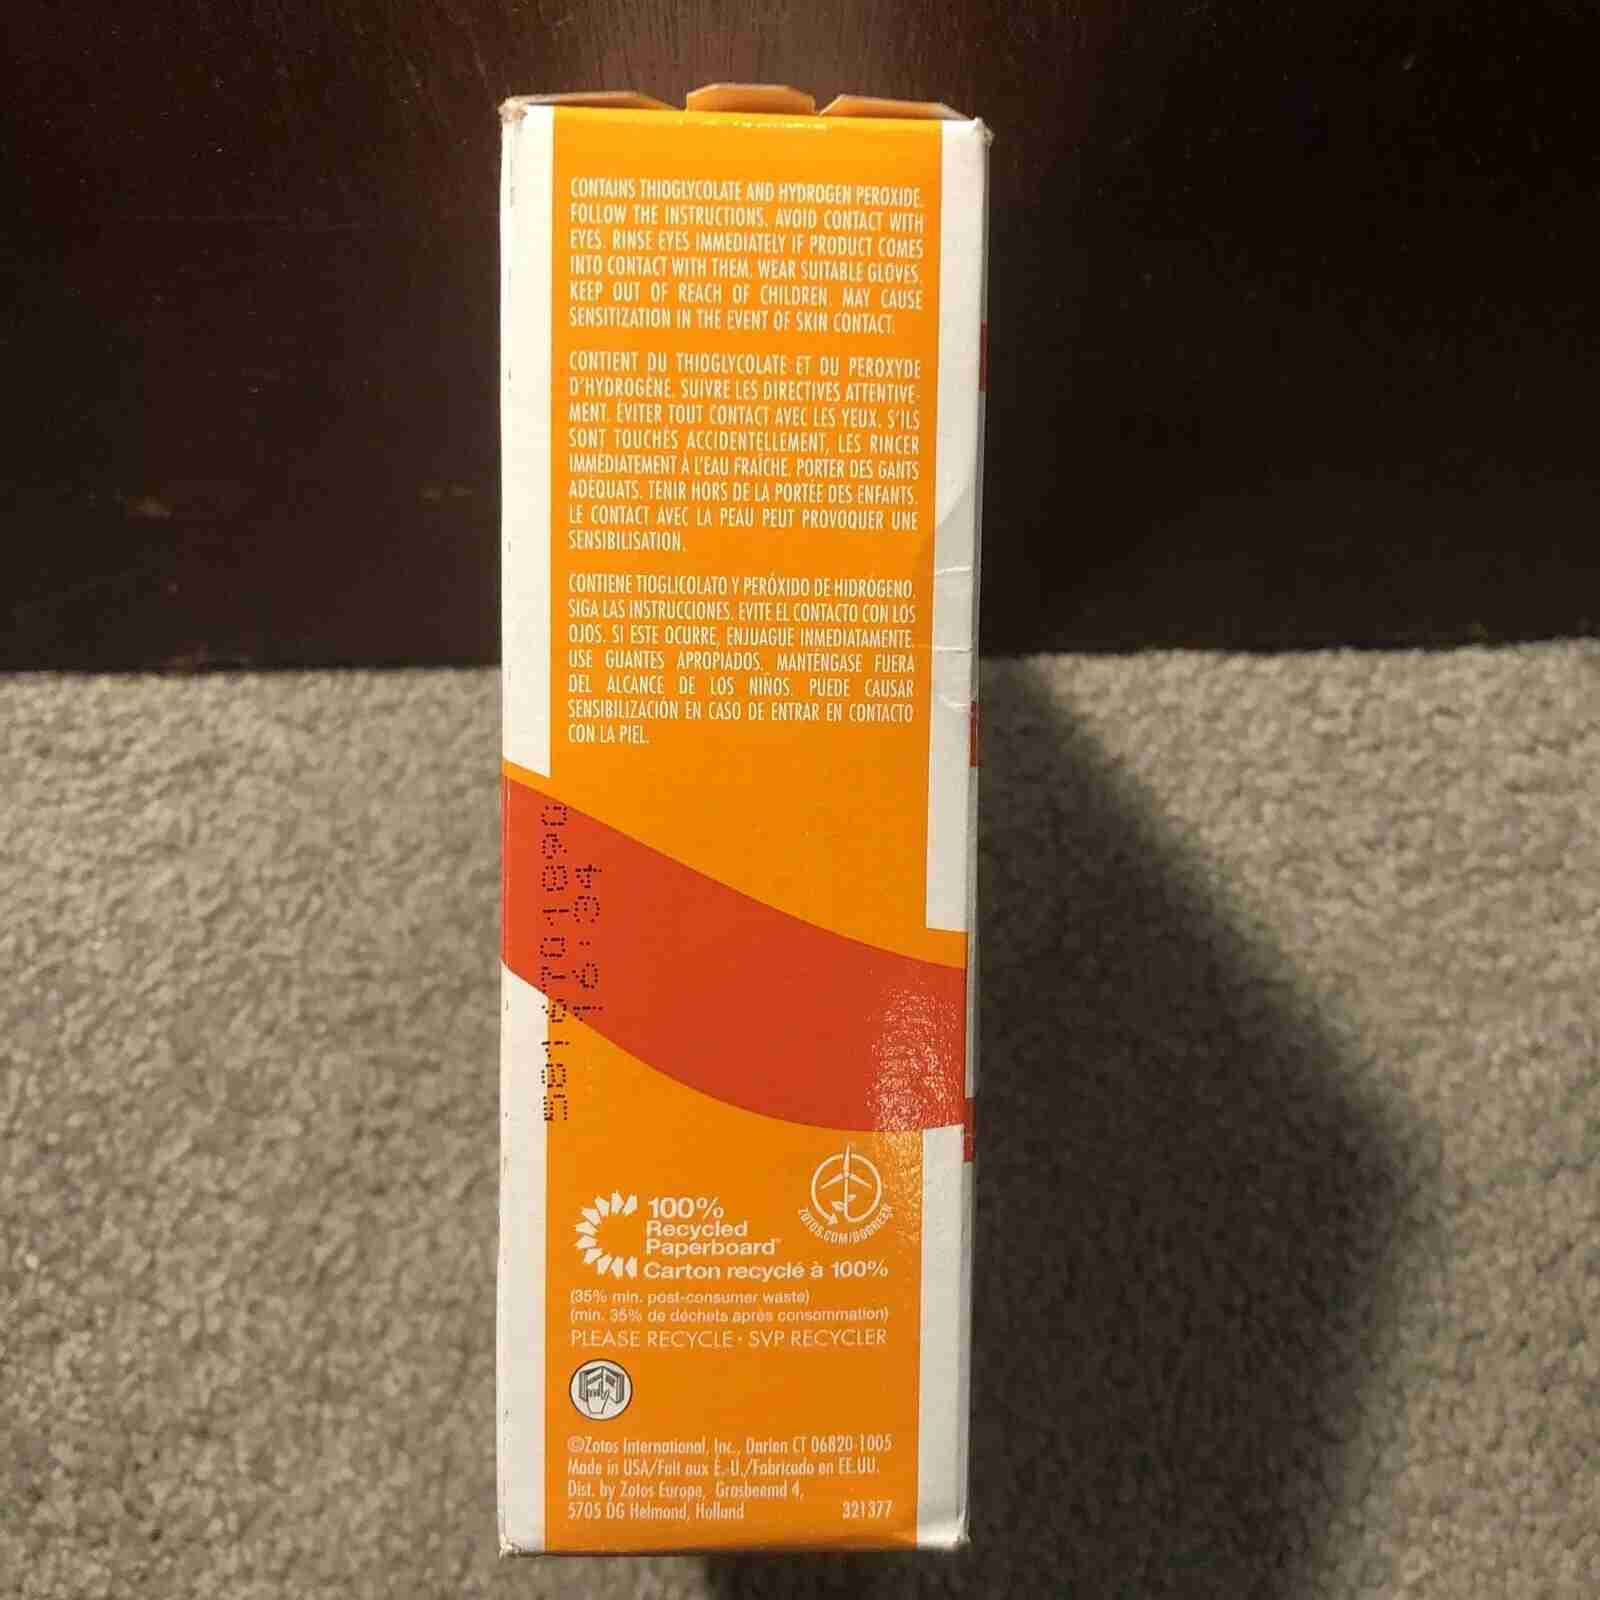 CONTAINS THIOGLYCOLATE AND HYDROGEN PEROXIDE.
FOLLOW THE INSTRUCTIONS. AVOID CONTACT WITH
EYES. RINSE EYES IMMEDIATELY IF PRODUCT COMES
INTO CONTACT WITH THEM. WEAR SUITABLE GLOVES.
KEEP OUT OF REACH OF CHILDREN. MAY CAUSE
SENSITIZATION IN THE EVENT OF SKIN CONTACT.
CONTIENT DU THIOGLYCOLATE ET DU PEROXYDE
D'HYDROGÈNE. SUIVRE LES DIRECTIVES ATTENTIVE-
MENT. ÉVITER TOUT CONTACT AVEC LES YEUX. S'ILS
SONT TOUCHÉS ACCIDENTELLEMENT, LES RINCER
IMMÉDIATEMENT À L'EAU FRAÎCHE. PORTER DES GANTS
ADÉQUATS. TENIR HORS DE LA PORTÉE DES ENFANTS.
LE CONTACT AVEC LA PEAU PEUT PROVOQUER UNE
SENSIBILISATION.
CONTIENE TIOGLICOLATO Y PERÓXIDO DE HIDRÓGENO.
SIGA LAS INSTRUCCIONES. EVITE EL CONTACTO CON LOS
OJOS. SI ESTE OCURRE, ENJUAGUE INMEDIATAMENTE.
USE GUANTES APROPIADOS. MANTÉNGASE FUERA
DEL ALCANCE DE LOS NIÑOS. PUEDE CAUSAR
SENSIBILIZACIÓN EN CASO DE ENTRAR EN CONTACTO
CON LA PIEL.
ZOTOS.COM/GOGREEN
100%
Recycled
Paperboard™
Carton recyclé à 100%
(35% min. post-consumer waste)
(min. 35% de déchets après consommation)
PLEASE RECYCLE • SVP RECYCLER
©Zotos International, Inc., Darien CT 06820-1005
Made in USA/Fait aux É.-U./Fabricado en EE.UU.
Dist. by Zotos Europe, Grasbeemd 4,
5705 DG Helmond, Holland 321377